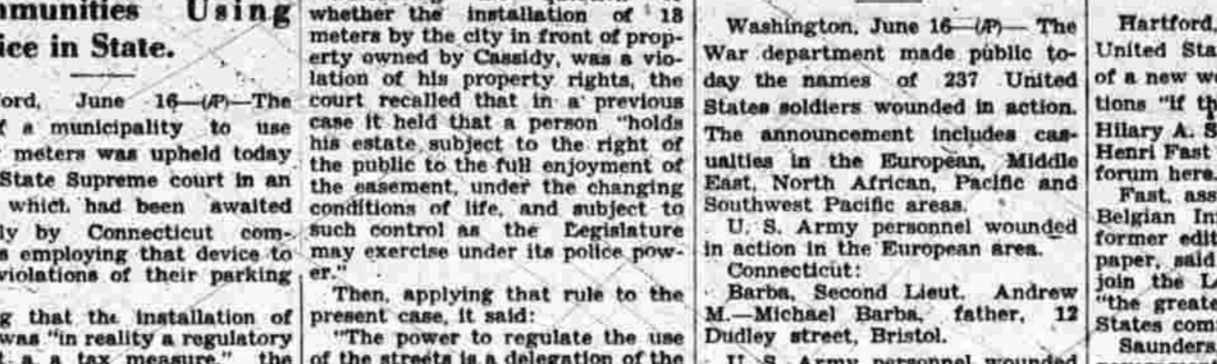 Using
ice in State.
June 16—(AP)—The
a municipality to use
meters was upheld today
State Supreme court in an
which had been awaited
ly by Connecticut com-
employing that device to
violations of their parking
that the installation of
was "in reality a regulatory
a tax measure," the
whether the installation of 18
meters by the city in front of prop-
erty owned by Cassidy, was a vio-
lation of his property rights, the
court recalled that in a previous
case it held that a person "holds
his estate subject to the right of
the public to the full enjoyment of
the easement, under the changing
conditions of life, and subject to
such control as the Legislature
may exercise under its police pow-
er."
Then, applying that rule to the
present case, it said:
"The power to regulate the use
of the streets is a delegation of the
Washington, June 16—(AP)— The
War department made public to-
day the names of 237 United
States soldiers wounded in action.
The announcement includes cas-
ualties in the European, Middle
East, North African, Pacific and
Southwest Pacific areas.
U. S. Army personnel wounded
in action in the European area.
Connecticut:
Barba, Second Lieut. Andrew
M.—Michael Barba, father, 12
Dudley street, Bristol.
U. S. Army personnel wounded
Hartford,
United Sta
of a new w
tions "if th
Hilary A. S
Henri Fast
forum here.
Fast, ass
Belgian In
former edit
paper, said
join the L
"the greate
States com
Saunders